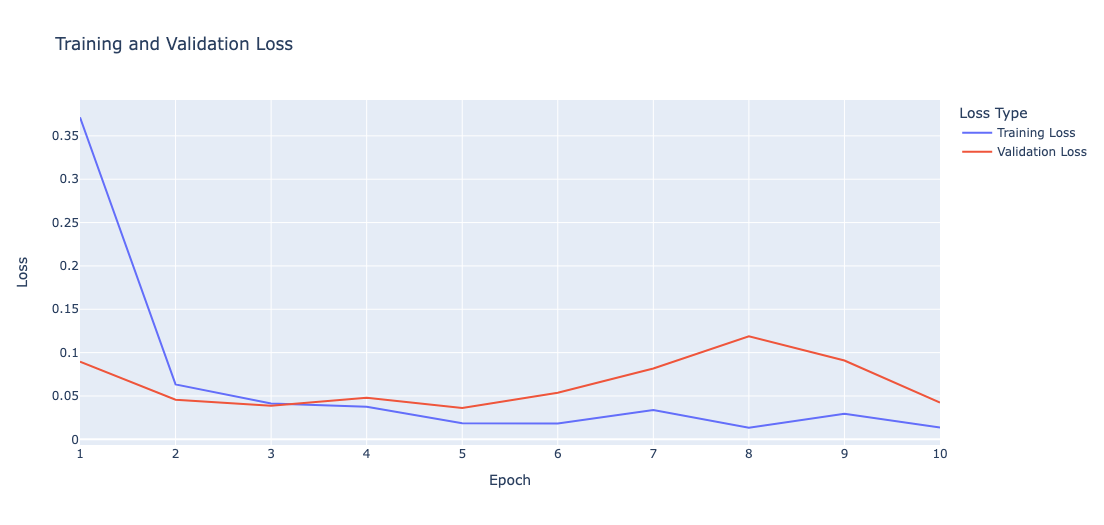 Training and Validation Loss
Loss Type
Training Loss
Validation Loss
Loss
0.35
0.3
0.25
0.2
0.15
0.1
0.05
0
1 2 3 4 5 6 7 8 9 10
Epoch